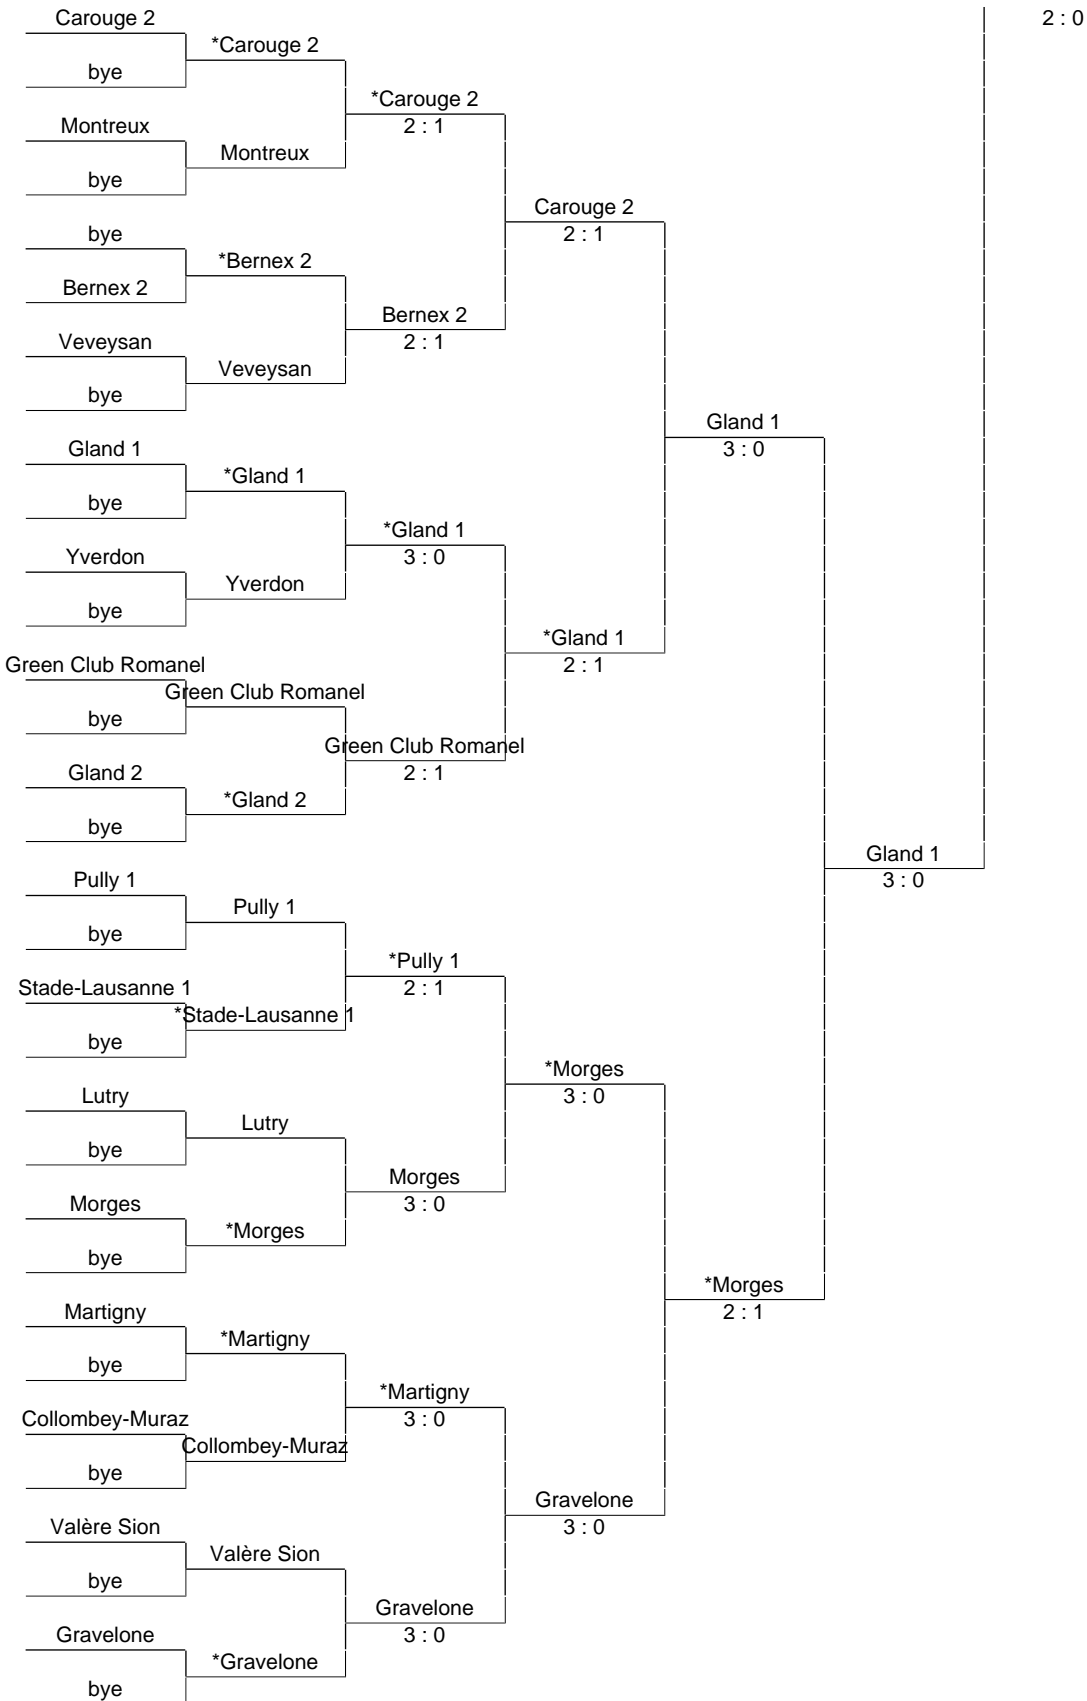 Carouge 2
2 : 0
*Carouge 2
bye
*Carouge 2
Montreux
2 : 1
Montreux
bye
Carouge 2
bye
2 : 1
*Bernex 2
Bernex 2
Bernex 2
Veveysan
2 : 1
Veveysan
bye
Gland 1
Gland 1
3 : 0
*Gland 1
bye
*Gland 1
Yverdon
3 : 0
Yverdon
bye
*Gland 1
Green Club Romanel
2 : 1
Green Club Romanel
bye
Green Club Romanel
Gland 2
2 : 1
*Gland 2
bye
Gland 1
Pully 1
3 : 0
Pully 1
bye
*Pully 1
Stade-Lausanne 1
2 : 1
*Stade-Lausanne 1
bye
*Morges
Lutry
3 : 0
Lutry
bye
Morges
Morges
3 : 0
*Morges
bye
*Morges
Martigny
2 : 1
*Martigny
bye
*Martigny
Collombey-Muraz
3 : 0
Collombey-Muraz
bye
Gravelone
Valère Sion
3 : 0
Valère Sion
bye
Gravelone
Gravelone
3 : 0
*Gravelone
bye